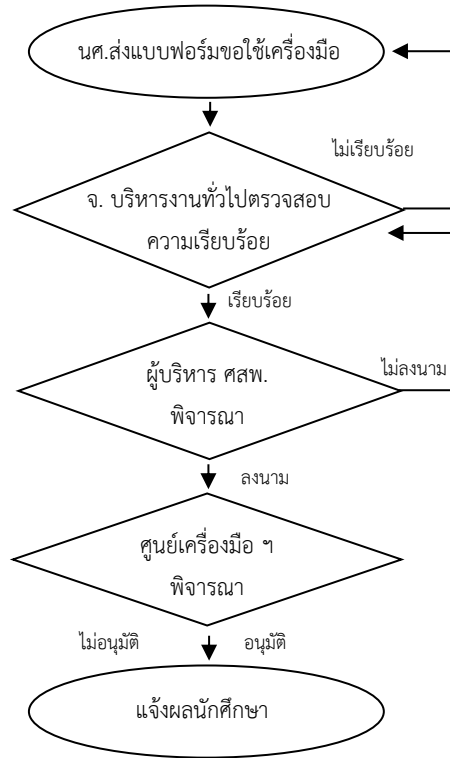 นศ.ส่งแบบฟอร์มขอใช้เครื่องมือ
ไม่เรียบร้อย
จ. บริหารงานทั่วไปตรวจสอบ
ความเรียบร้อย
เรียบร้อย
ผู้บริหาร ศสพ.
พิจารณา
ไม่ลงนาม
ลงนาม
ศูนย์เครื่องมือ ฯ
พิจารณา
ไม่อนุมัติ อนุมัติ
แจ้งผลนักศึกษา